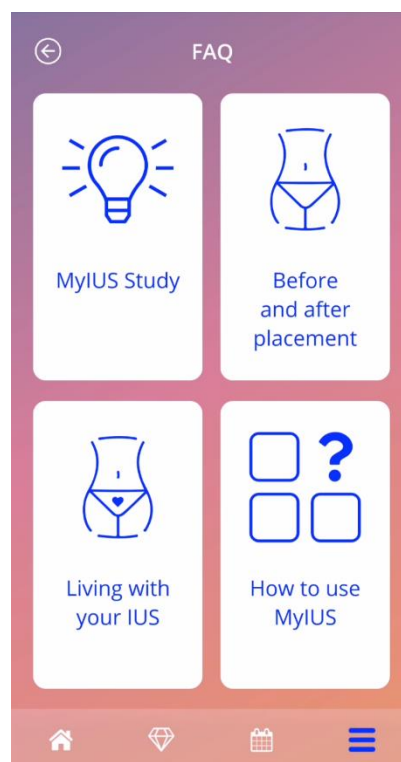 FAQ
MyIUS Study
Before
and after
placement
Living with
your IUS
?
How to use
MyIUS